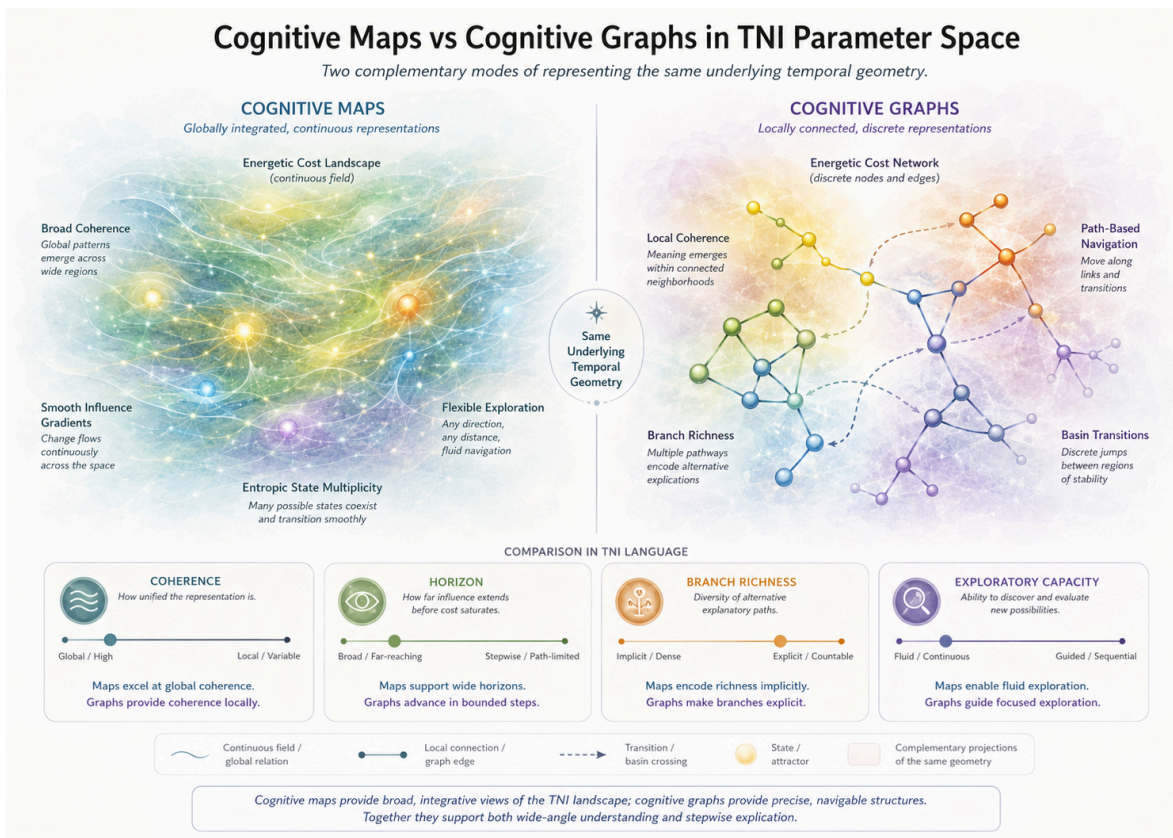 Cognitive Maps vs Cognitive Graphs in TNI Parameter Space
Two complementary modes of representing the same underlying temporal geometry.
COGNITIVE MAPS
Globally integrated, continuous representations
Energetic Cost Landscape
(continuous field)
Broad Coherence
Global patterns
emerge across
wide regions
Smooth Influence
Gradients
Change flows
continuously
across the space
Flexible Exploration
Any direction,
any distance,
fluid navigation
Entropic State Multiplicity
Many possible states coexist
and transition smoothly
Same
Underlying
Temporal
Geometry
COGNITIVE GRAPHS
Locally connected, discrete representations
Energetic Cost Network
(discrete nodes and edges)
Local Coherence
Meaning emerges
within connected
neighborhoods
Path-Based
Navigation
Move along
links and
transitions
Branch Richness
Multiple pathways
encode alternative
explications
Basin Transitions
Discrete jumps
between regions
of stability
COMPARISON IN TNI LANGUAGE
COHERENCE
How unified the representation is.
Global / High
Local / Variable
Maps excel at global coherence.
Graphs provide coherence locally.
HORIZON
How far influence extends
before cost saturates.
Broad / Far-reaching
Stepwise / Path-limited
Maps support wide horizons.
Graphs advance in bounded steps.
BRANCH RICHNESS
Diversity of alternative
explanatory paths.
Implicit / Dense
Explicit / Countable
Maps encode richness implicitly.
Graphs make branches explicit.
EXPLORATORY CAPACITY
Ability to discover and evaluate
new possibilities.
Fluid / Continuous
Guided / Sequential
Maps enable fluid exploration.
Graphs guide focused exploration.
Continuous field /
global relation
Local connection /
graph edge
Transition /
basin crossing
State /
attractor
Complementary projections
of the same geometry
Cognitive maps provide broad, integrative views of the TNI landscape; cognitive graphs provide precise, navigable structures.
Together they support both wide-angle understanding and stepwise explication.